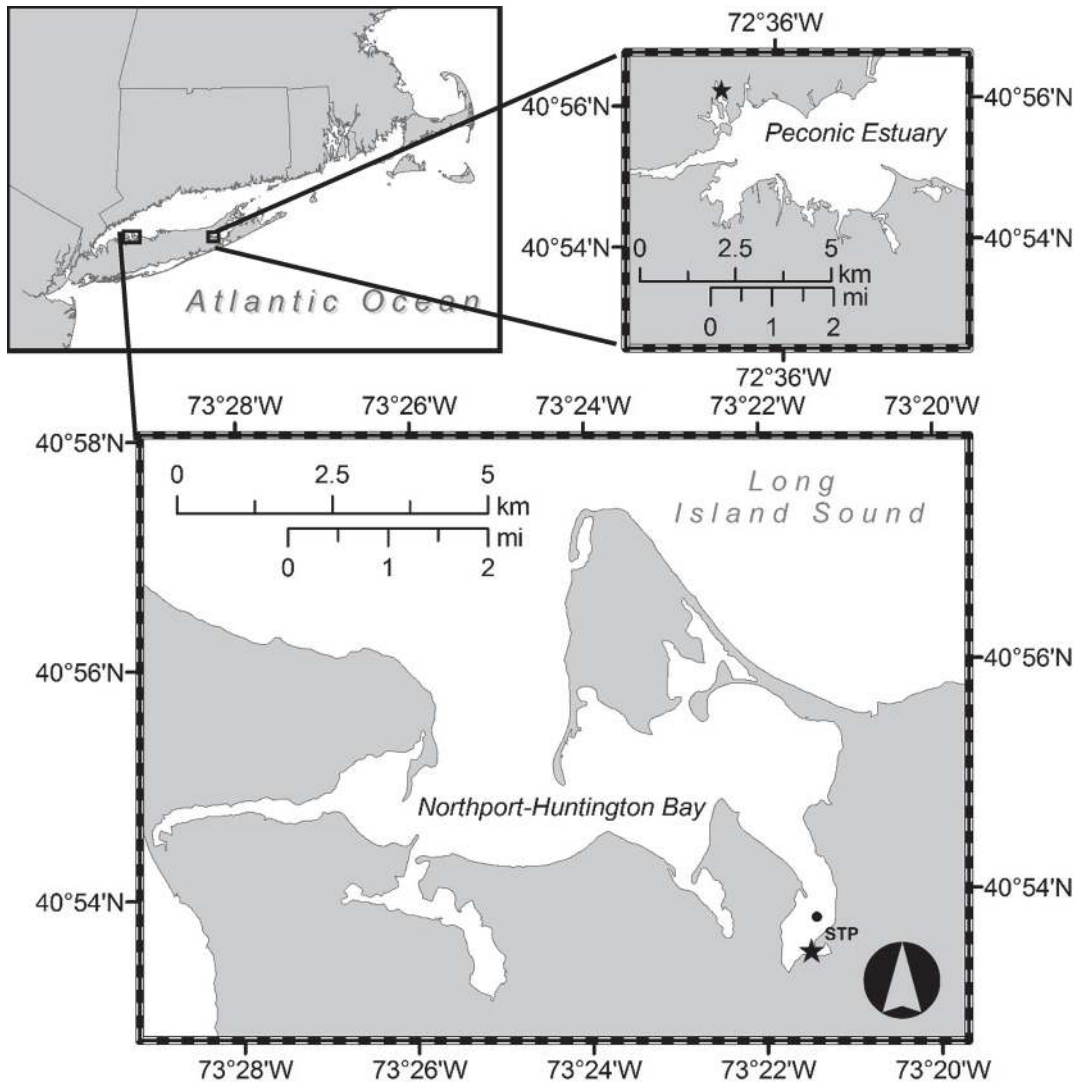 Atlantic Ocean
72°36'W
40°56'N
40°56'N
Peconic Estuary
40°54'N
40°54'N
0 2.5 5
km
mi
0 1 2
72°36'W
73°28'W 73°26'W 73°24'W 73°22'W 73°20'W
40°58'N
0 2.5 5
km
mi
0 1 2
Long
Island Sound
40°56'N
40°56'N
Northport-Huntington Bay
40°54'N
40°54'N
STP
73°28'W 73°26'W 73°24'W 73°22'W 73°20'W